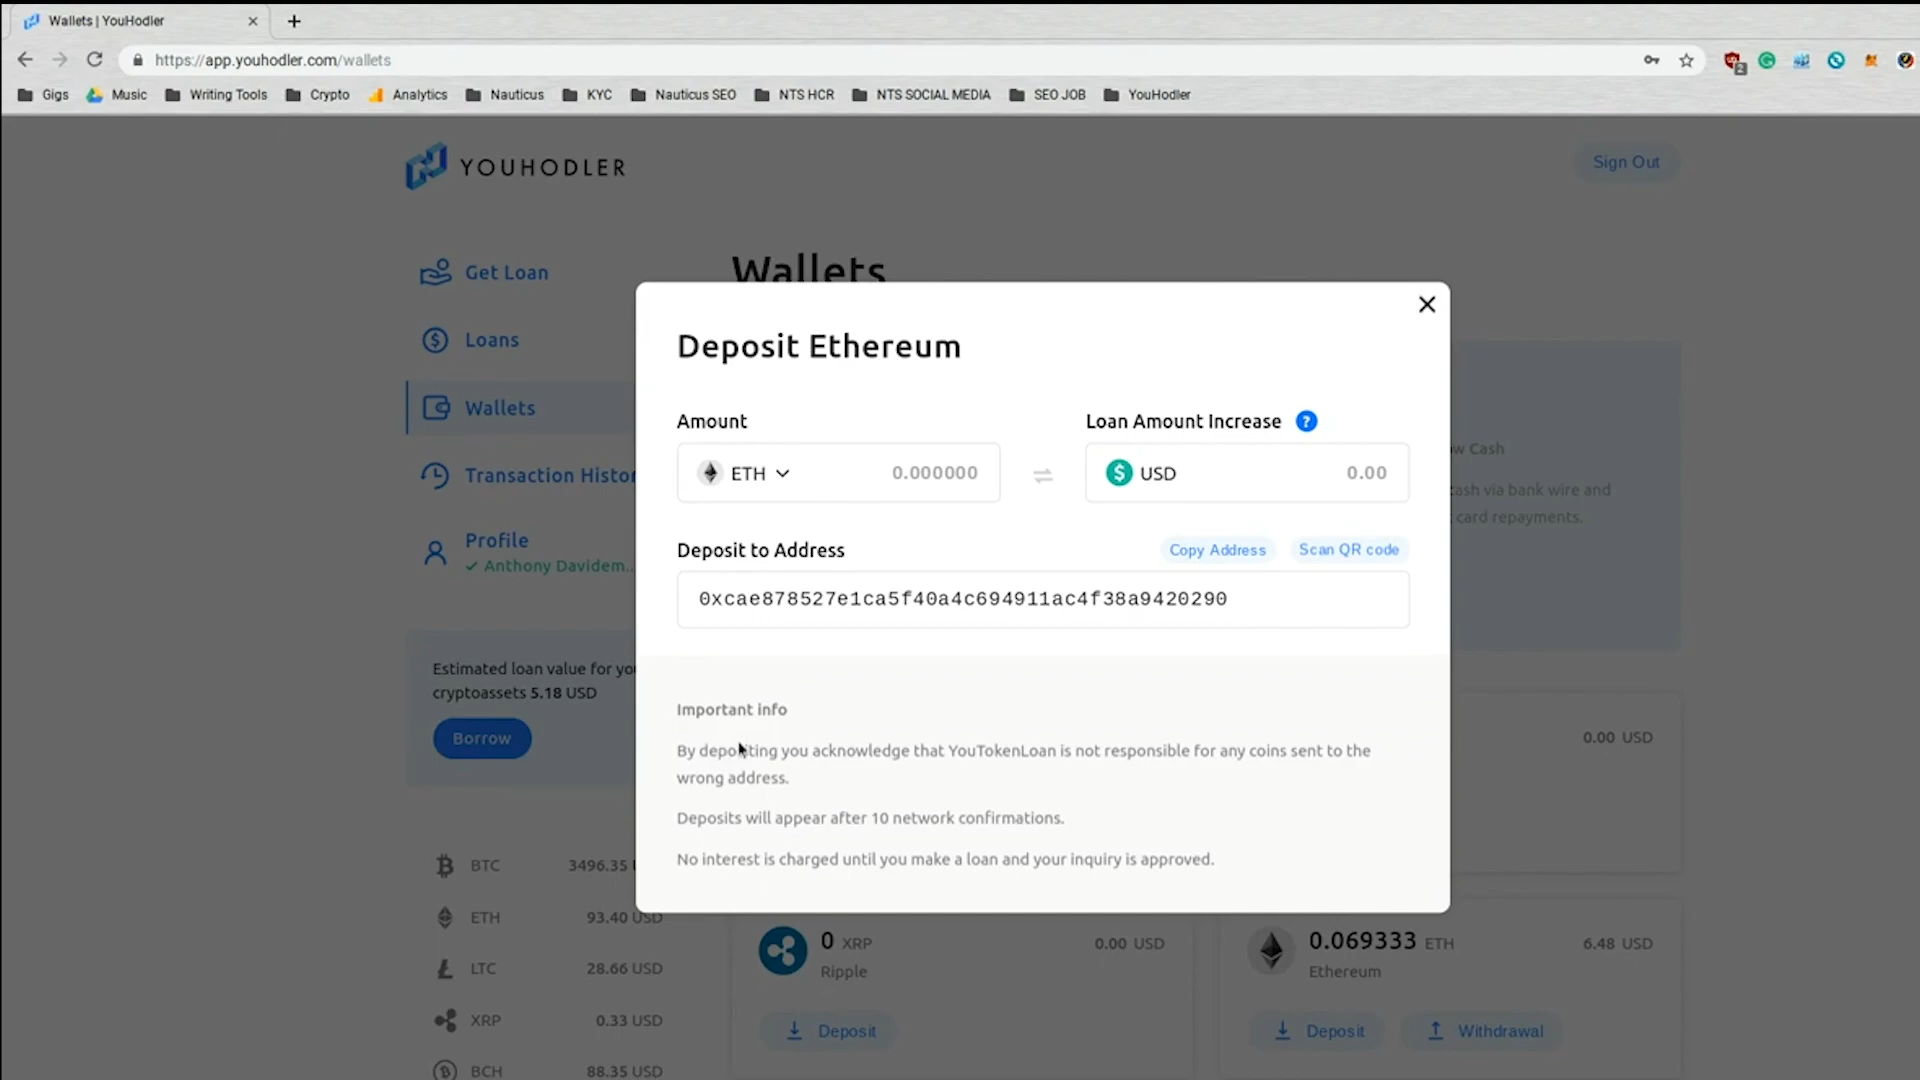 Wallets | YouHodler
https://app.youhodler.com/wallets
2
Gigs Music Writing Tools Crypto Analytics Nauticus KYC Nauticus SEO NTS HCR NTS SOCIAL MEDIA SEO JOB YouHodler
YOUHODLER
Sign Out
Get Loan
Loans
Wallets
Transaction Histor
Profile
Anthony Davidem..
Estimated loan value for you
cryptoassets 5.18 USD
Borrow
BTC 3496.35
ETH 93.40 USD
LTC 28.66 USD
XRP 0.33 USD
BCH 88.35 USD
Wallets
Deposit Ethereum
Amount
Loan Amount Increase ?
ETH 0.000000
USD 0.00
Deposit to Address
Copy Address
Scan QR code
0xcae878527e1ca5f40a4c694911ac4f38a9420290
Important info
By depositing you acknowledge that YouTokenLoan is not responsible for any coins sent to the
wrong address.
Deposits will appear after 10 network confirmations.
No interest is charged until you make a loan and your inquiry is approved.
w Cash
ash via bank wire and
card repayments.
0.00 USD
0 XRP 0.00 USD
Ripple
Deposit
0.069333 ETH 6.48 USD
Ethereum
Deposit Withdrawal